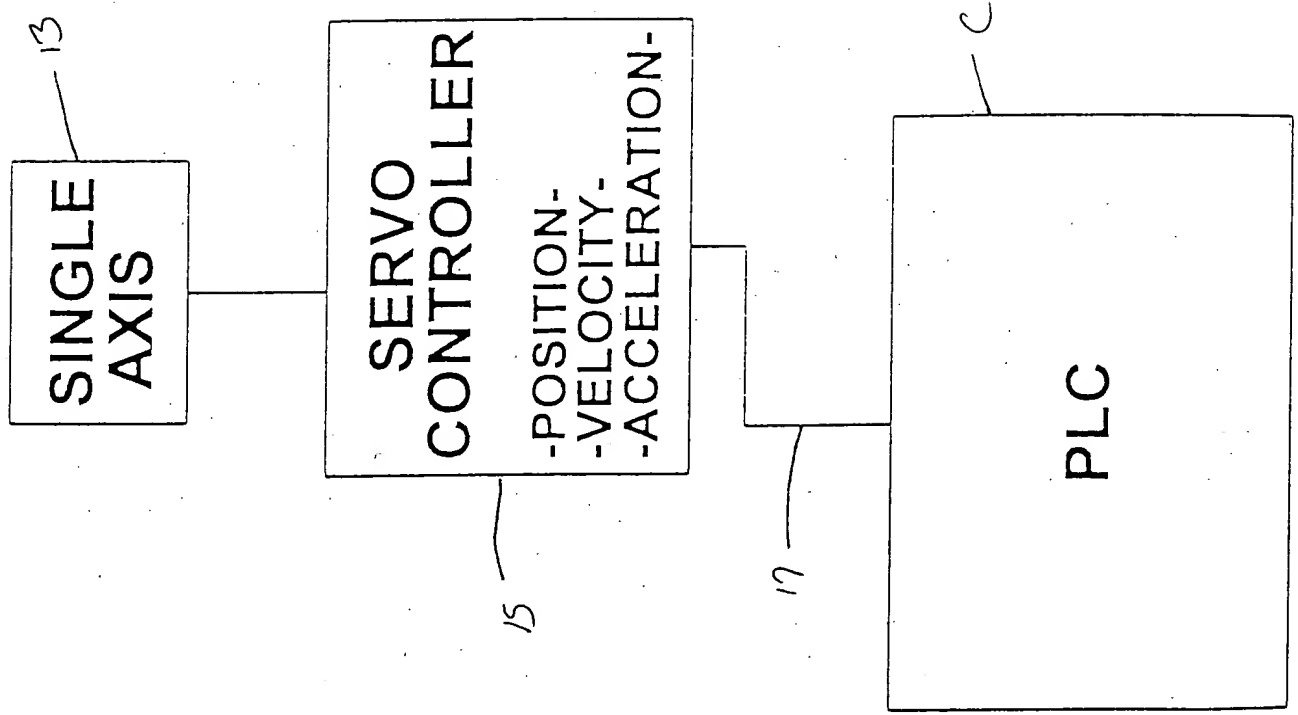 13
SINGLE
AXIS
SERVO
CONTROLLER
-POSITION-
-VELOCITY-
-ACCELERATION-
15
17
C
PLC